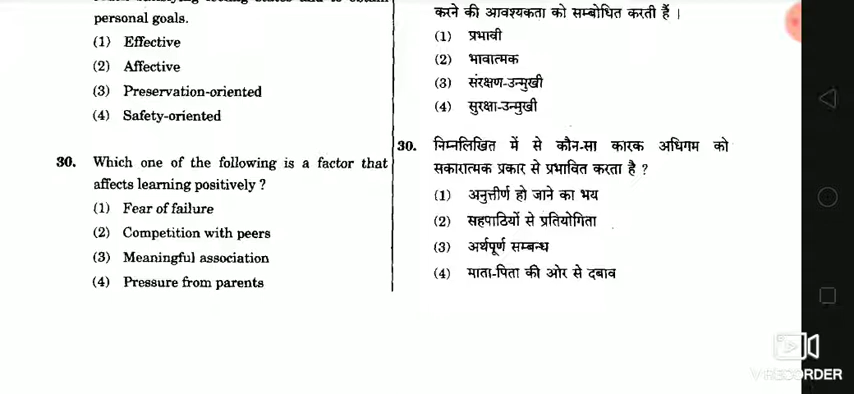 personal goals.
(1) Effective
(2) Affective
(3) Preservation-oriented
(4) Safety-oriented
30. Which one of the following is a factor that
affects learning positively ?
(1) Fear of failure
(2) Competition with peers
(3) Meaningful association
(4) Pressure from parents
करने की आवश्यकता को सम्बोधित करती हैं ।
(1) प्रभावी
(2) भावात्मक
(3) संरक्षण-उन्मुखी
(4) सुरक्षा-उन्मुखी
30. निम्नलिखित में से कौन-सा कारक अधिगम को
सकारात्मक प्रकार से प्रभावित करता है ?
(1) अनुत्तीर्ण हो जाने का भय
(2) सहपाठियों से प्रतियोगिता
(3) अर्थपूर्ण सम्बन्ध
(4) माता-पिता की ओर से दबाव